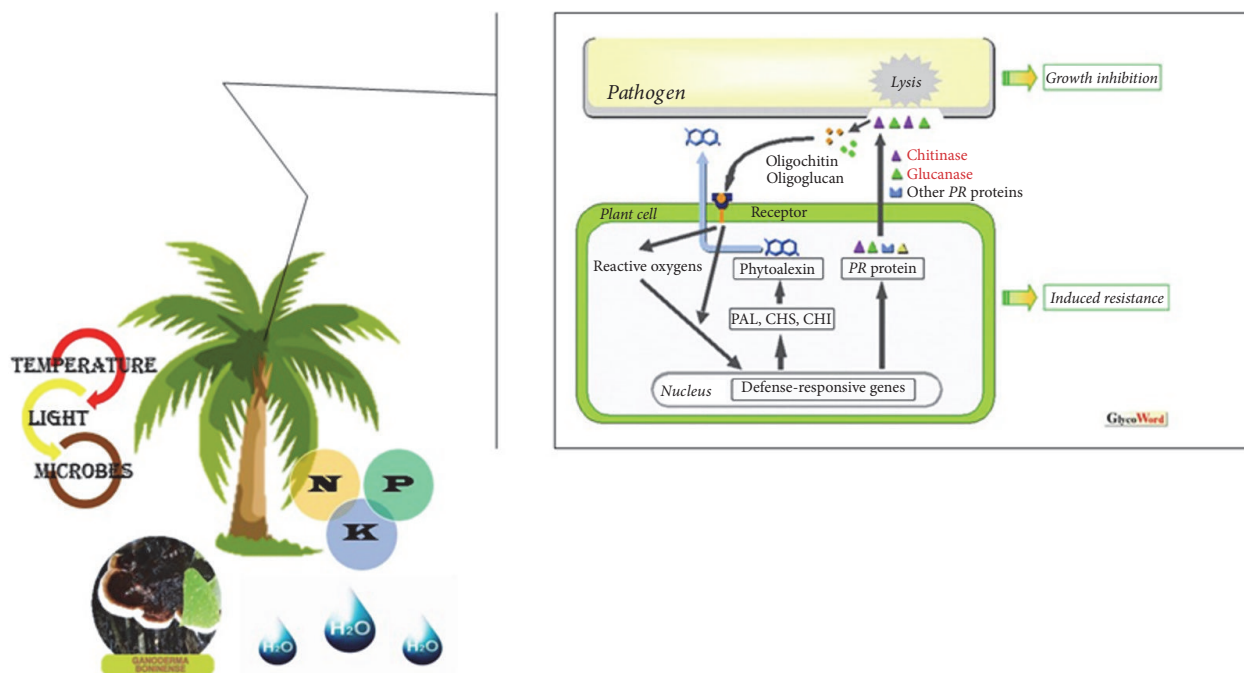 TEMPERATURE
LIGHT
MICROBES
N
P
K
GANODERMA
BONINENSE
H2O
H2O
H2O
Pathogen
Lysis
Growth inhibition
Oligochitin
Oligoglucan
Chitinase
Glucanase
Other PR proteins
Plant cell
Receptor
Reactive oxygens
Phytoalexin
PR protein
Induced resistance
PAL, CHS, CHI
Nucleus
Defense-responsive genes
GlycoWord